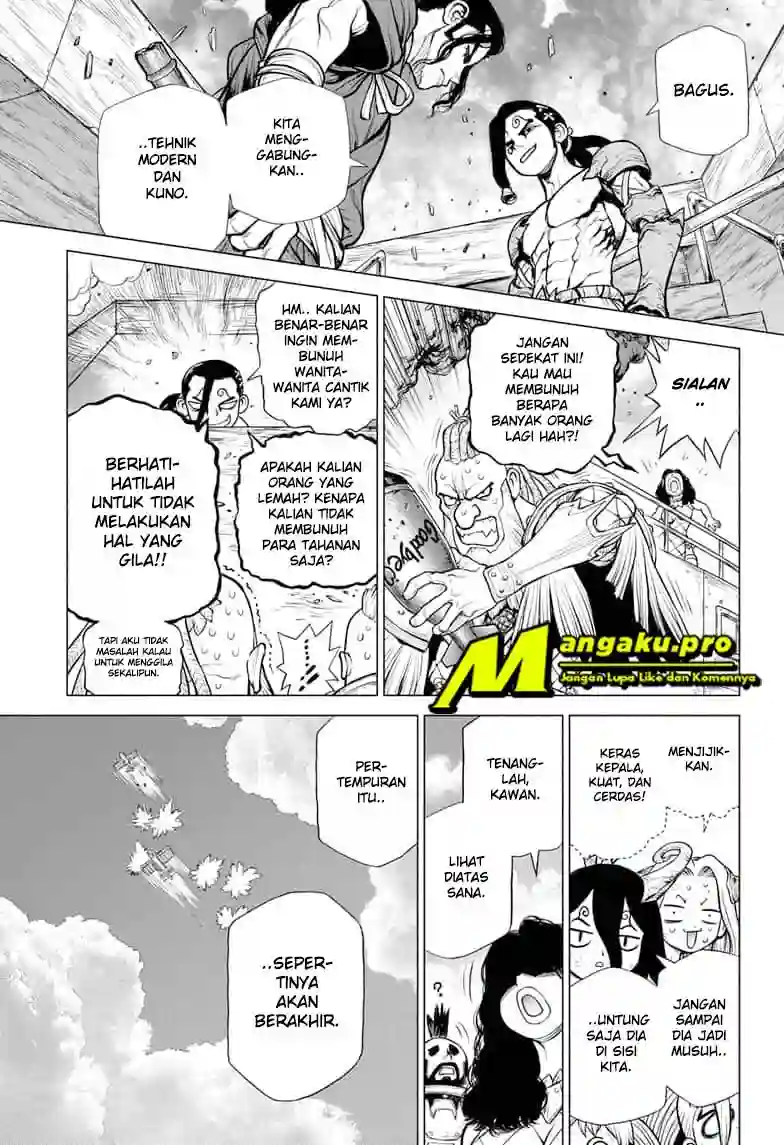 BAGUS.
KITA
MENG-
GABUNG-
KAN..
..TEHNIK
MODERN
DAN
KUNO.
SIALAN
..
JANGAN
SEDEKAT INI!
KAU MAU
MEMBUNUH
BERAPA
BANYAK ORANG
LAGI HAH?!
Goodbye
HM.. KALIAN
BENAR-BENAR
INGIN MEM-
BUNUH
WANITA-
WANITA CANTIK
KAMI YA?
APAKAH KALIAN
ORANG YANG
LEMAH? KENAPA
KALIAN TIDAK
MEMBUNUH
PARA TAHANAN
SAJA?
BERHATI-
HATILAH
UNTUK TIDAK
MELAKUKAN
HAL YANG
GILA!!
TAPI AKU TIDAK
MASALAH KALAU
UNTUK MENGGILA
SEKALIPUN.
Mangaku.pro
Jangan Lupa Like dan Komennya
MENJIJIK-
KAN.
KERAS
KEPALA,
KUAT, DAN
CERDAS!
JANGAN
SAMPAI
DIA JADI
MUSUH..
..UNTUNG
SAJA DIA
DI SISI
KITA.
TENANG-
LAH,
KAWAN.
LIHAT
DIATAS
SANA.
?
PER-
TEMPURAN
ITU..
..SEPER-
TINYA
AKAN
BERAKHIR.